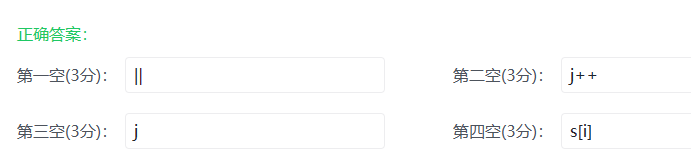 正确答案：
第一空(3分)： || 第二空(3分)： j++
第三空(3分)： j 第四空(3分)： s[i]